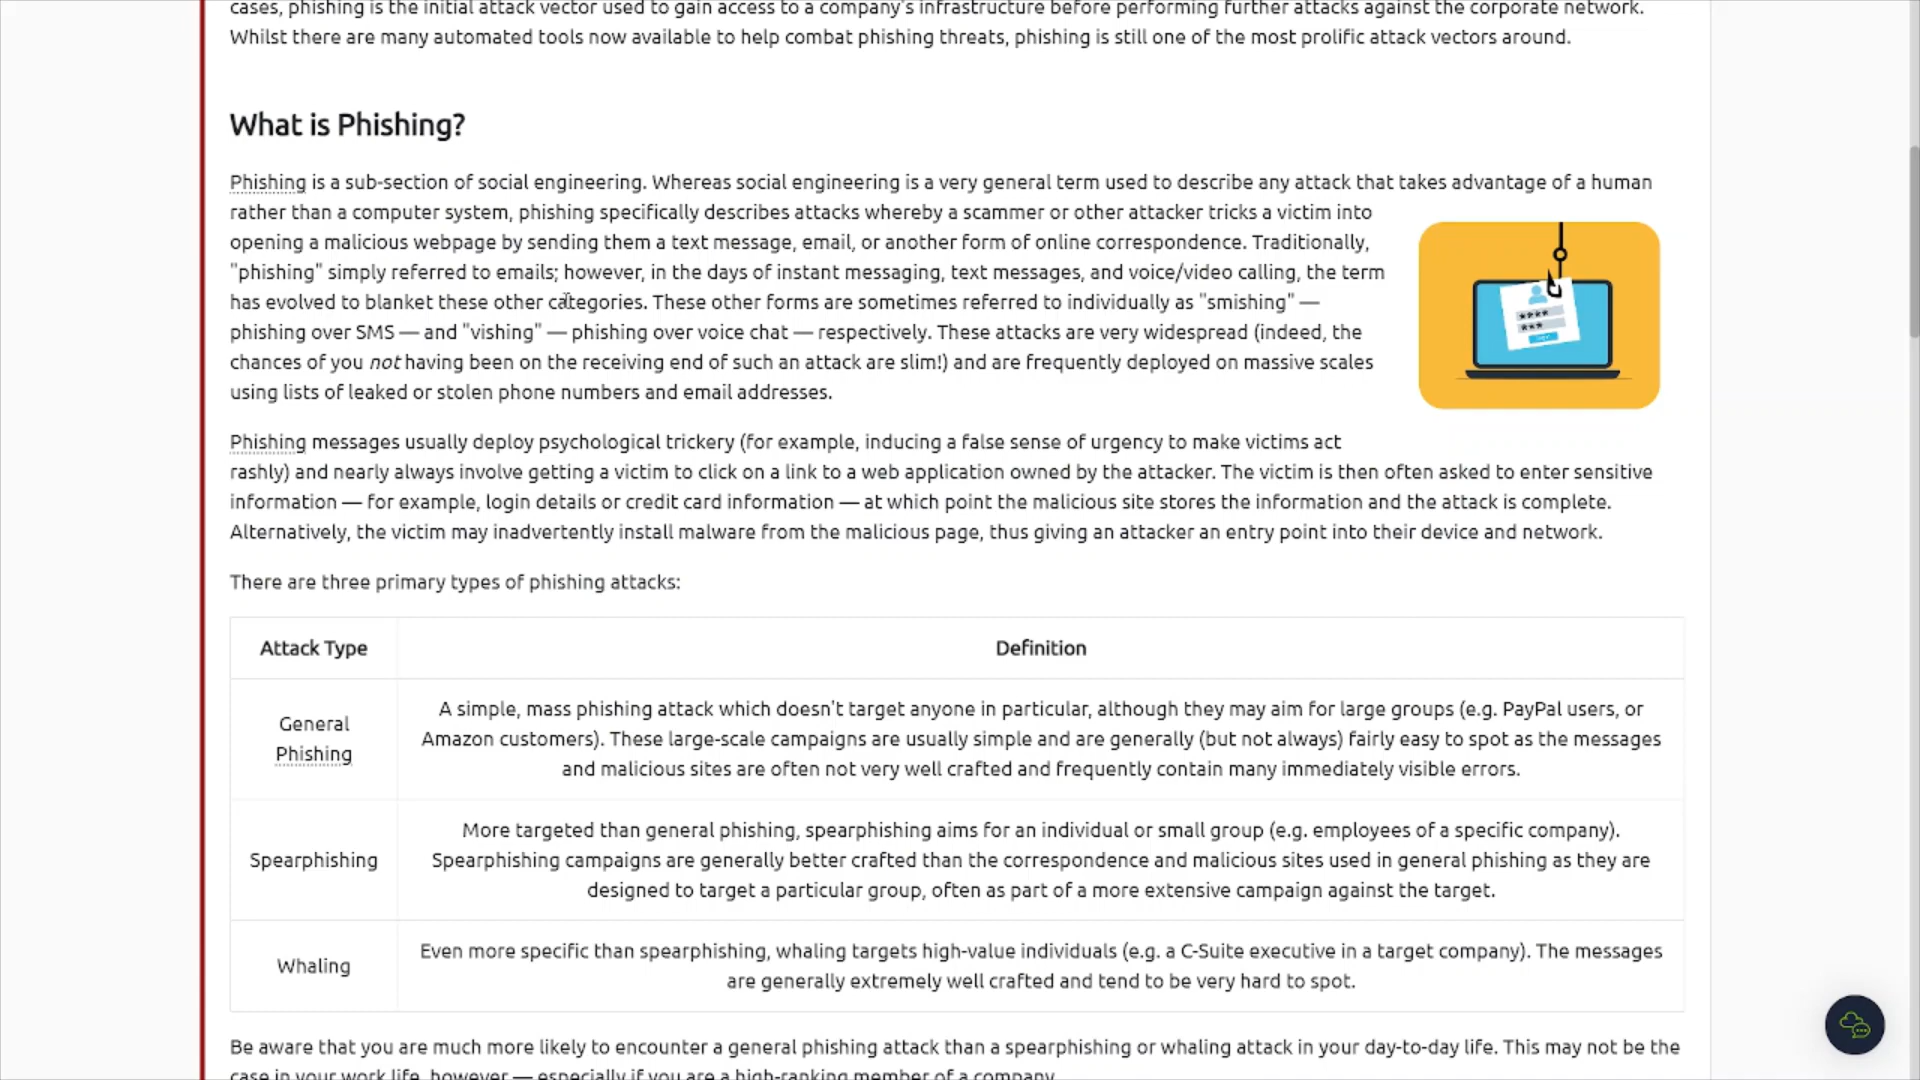 cases, phishing is the initial attack vector used to gain access to a company's infrastructure before performing further attacks against the corporate network.
Whilst there are many automated tools now available to help combat phishing threats, phishing is still one of the most prolific attack vectors around.
What is Phishing?
Phishing is a sub-section of social engineering. Whereas social engineering is a very general term used to describe any attack that takes advantage of a human
rather than a computer system, phishing specifically describes attacks whereby a scammer or other attacker tricks a victim into
opening a malicious webpage by sending them a text message, email, or another form of online correspondence. Traditionally,
"phishing" simply referred to emails; however, in the days of instant messaging, text messages, and voice/video calling, the term
has evolved to blanket these other categories. These other forms are sometimes referred to individually as "smishing" —
phishing over SMS — and "vishing" — phishing over voice chat — respectively. These attacks are very widespread (indeed, the
chances of you not having been on the receiving end of such an attack are slim!) and are frequently deployed on massive scales
using lists of leaked or stolen phone numbers and email addresses.
Phishing messages usually deploy psychological trickery (for example, inducing a false sense of urgency to make victims act
rashly) and nearly always involve getting a victim to click on a link to a web application owned by the attacker. The victim is then often asked to enter sensitive
information — for example, login details or credit card information — at which point the malicious site stores the information and the attack is complete.
Alternatively, the victim may inadvertently install malware from the malicious page, thus giving an attacker an entry point into their device and network.
There are three primary types of phishing attacks:
Attack Type
Definition
General
Phishing
A simple, mass phishing attack which doesn't target anyone in particular, although they may aim for large groups (e.g. PayPal users, or
Amazon customers). These large-scale campaigns are usually simple and are generally (but not always) fairly easy to spot as the messages
and malicious sites are often not very well crafted and frequently contain many immediately visible errors.
Spearphishing
More targeted than general phishing, spearphishing aims for an individual or small group (e.g. employees of a specific company).
Spearphishing campaigns are generally better crafted than the correspondence and malicious sites used in general phishing as they are
designed to target a particular group, often as part of a more extensive campaign against the target.
Whaling
Even more specific than spearphishing, whaling targets high-value individuals (e.g. a C-Suite executive in a target company). The messages
are generally extremely well crafted and tend to be very hard to spot.
Be aware that you are much more likely to encounter a general phishing attack than a spearphishing or whaling attack in your day-to-day life. This may not be the
case in your work life, however — especially if you are a high-ranking member of a company.